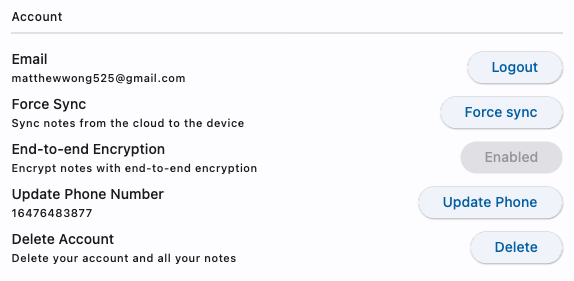 Account
Email
matthewwong525@gmail.com
Logout
Force Sync
Sync notes from the cloud to the device
Force sync
End-to-end Encryption
Encrypt notes with end-to-end encryption
Enabled
Update Phone Number
16476483877
Update Phone
Delete Account
Delete your account and all your notes
Delete